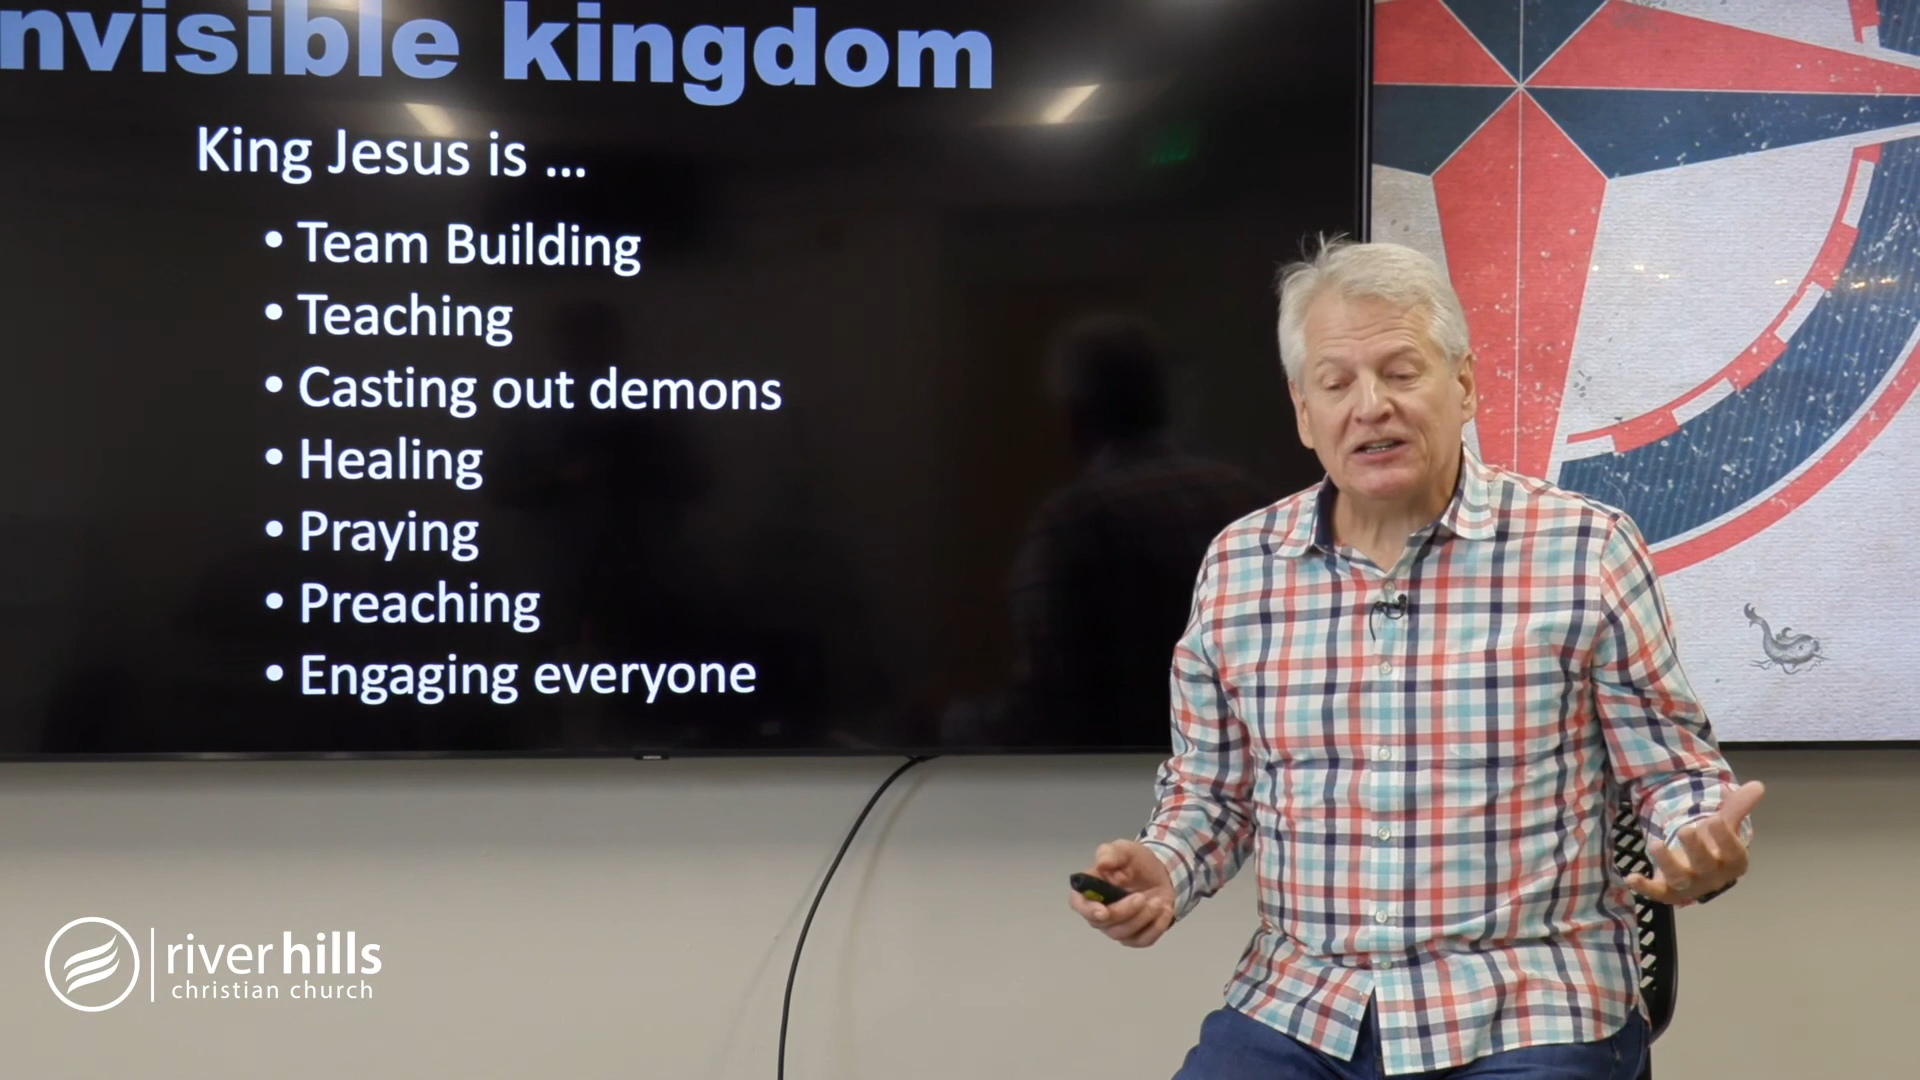 nvisible kingdom
King Jesus is ...
• Team Building
• Teaching
• Casting out demons
• Healing
• Praying
• Preaching
• Engaging everyone
river hills
christian church